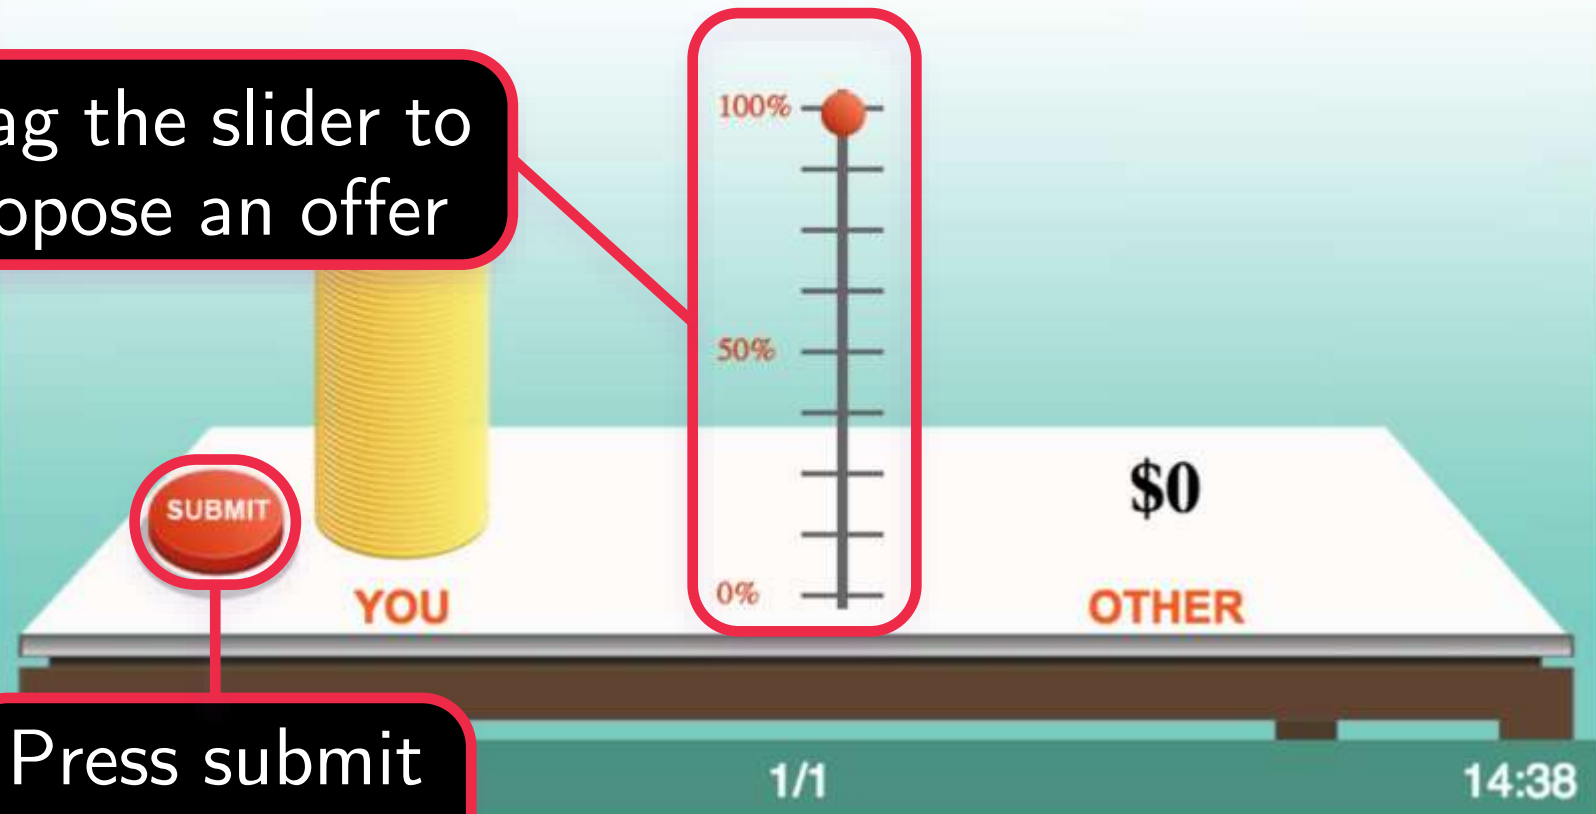 ag the slider to
opose an offer
100%
50%
0%
SUBMIT
$0
YOU
OTHER
Press submit
1/1
14:38